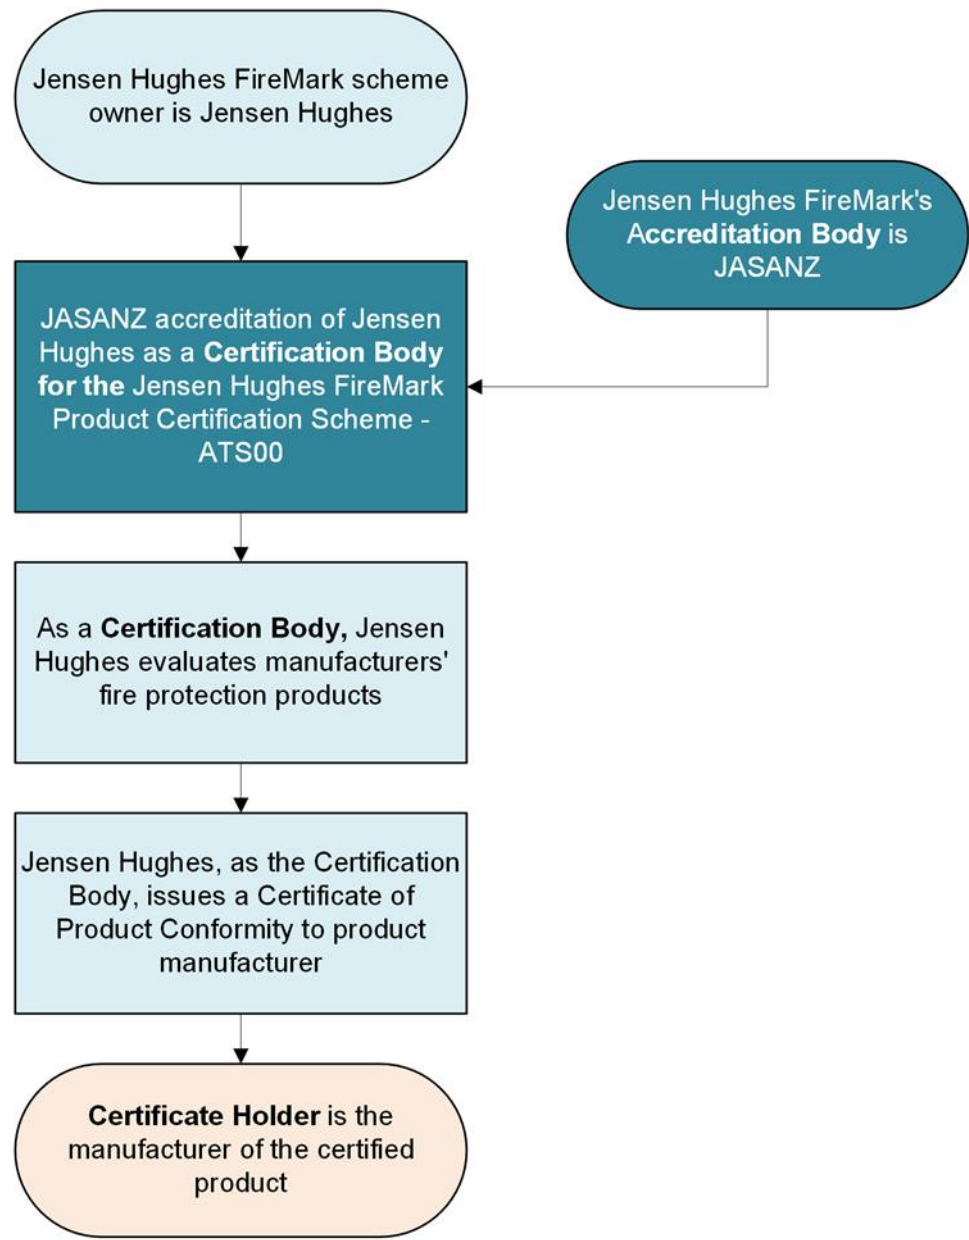 Jensen Hughes FireMark scheme
owner is Jensen Hughes
Jensen Hughes FireMark's
Accreditation Body is
JASANZ
JASANZ accreditation of Jensen
Hughes as a Certification Body
for the Jensen Hughes FireMark
Product Certification Scheme -
ATS00
As a Certification Body, Jensen
Hughes evaluates manufacturers'
fire protection products
Jensen Hughes, as the Certification
Body, issues a Certificate of
Product Conformity to product
manufacturer
Certificate Holder is the
manufacturer of the certified
product